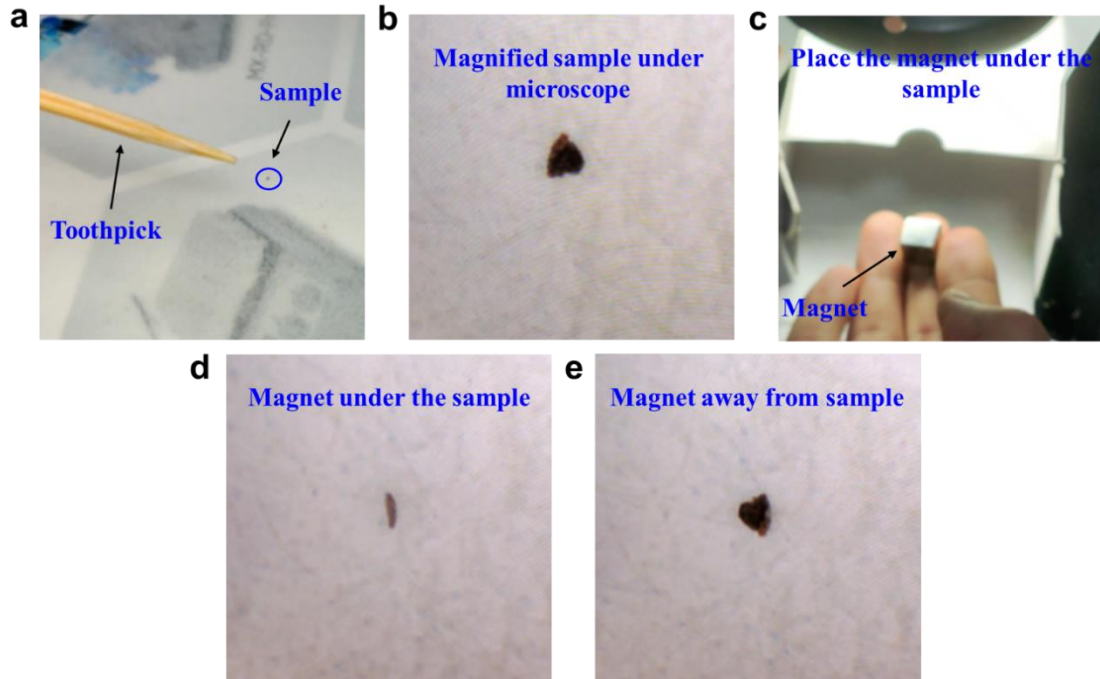 a
Sample
Toothpick
b
Magnified sample under
microscope
c
Place the magnet under the
sample
Magnet
d
Magnet under the sample
e
Magnet away from sample